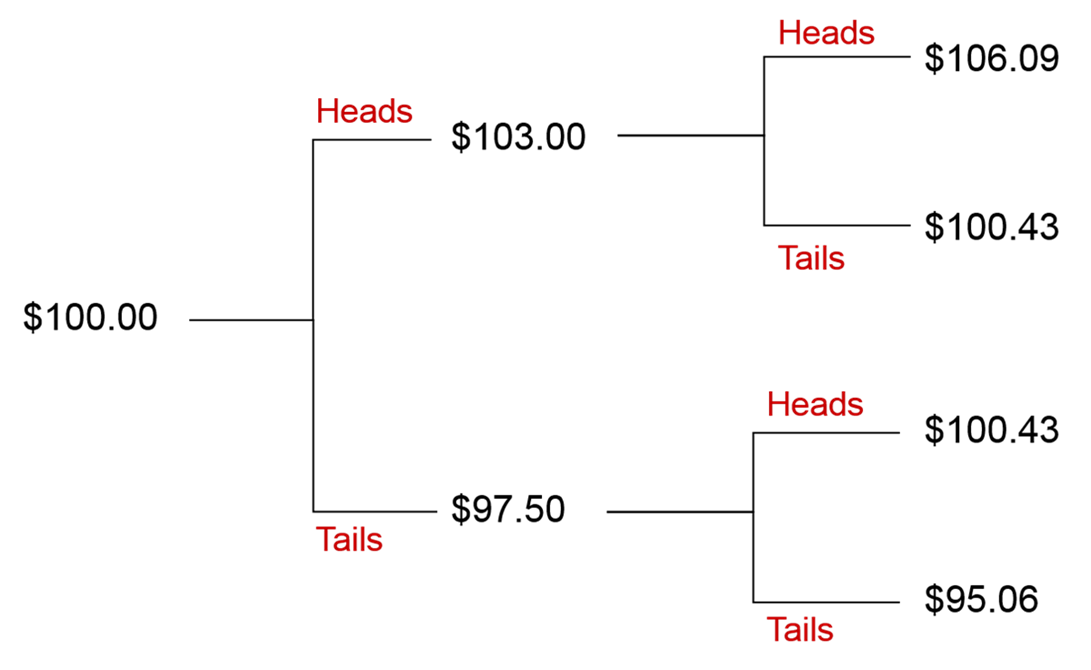 Heads
$106.09
Heads
$103.00
$100.43
Tails
$100.00
Heads
$100.43
$97.50
Tails
$95.06
Tails